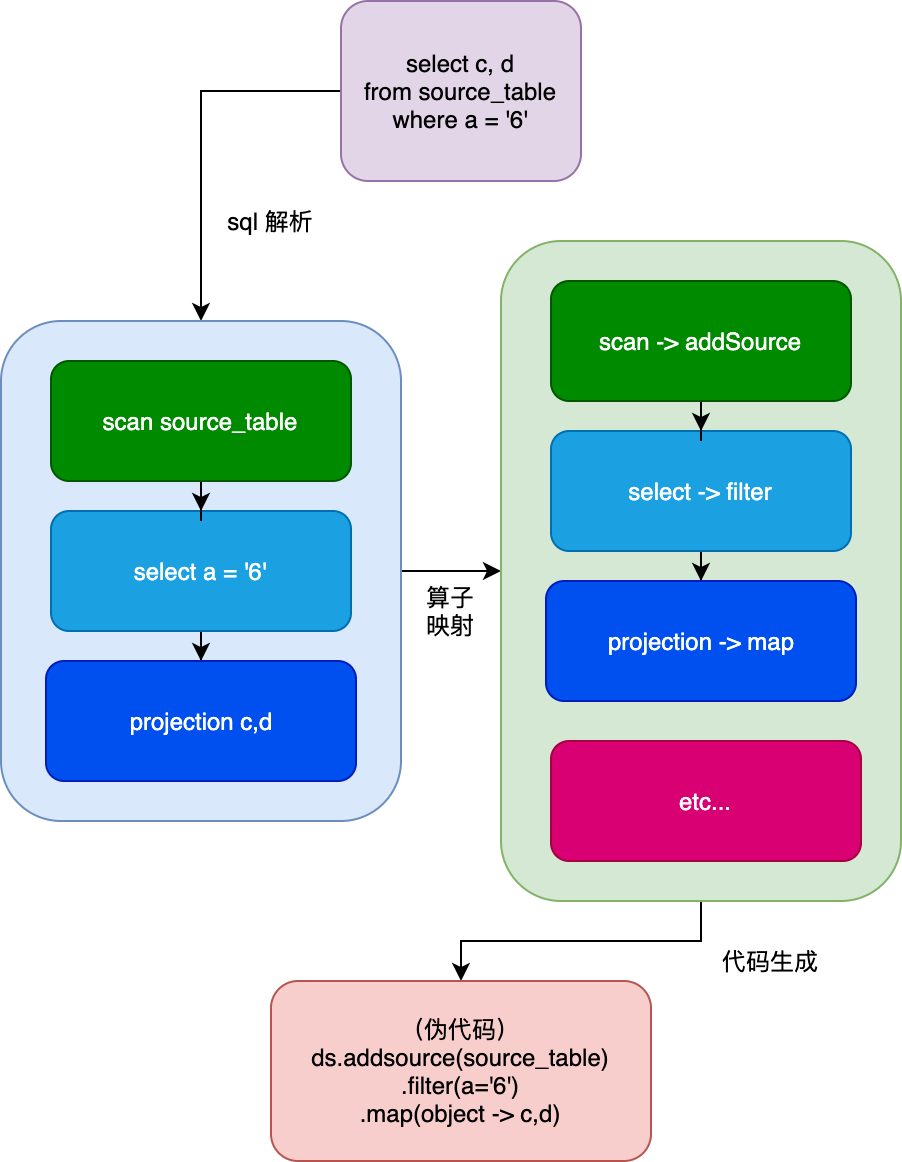 select c, d
from source_table
where a = '6'
sql 解析
scan source_table
select a = '6'
projection c,d
算子
映射
scan -> addSource
select -> filter
projection -> map
etc...
代码生成
（伪代码）
ds.addsource(source_table)
.filter(a='6')
.map(object -> c,d)